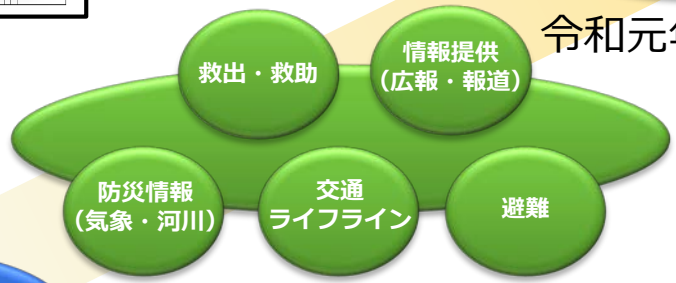 令和元年
救出・救助
情報提供
（広報・報道）
防災情報
（気象・河川）
交通
ライフライン
避難